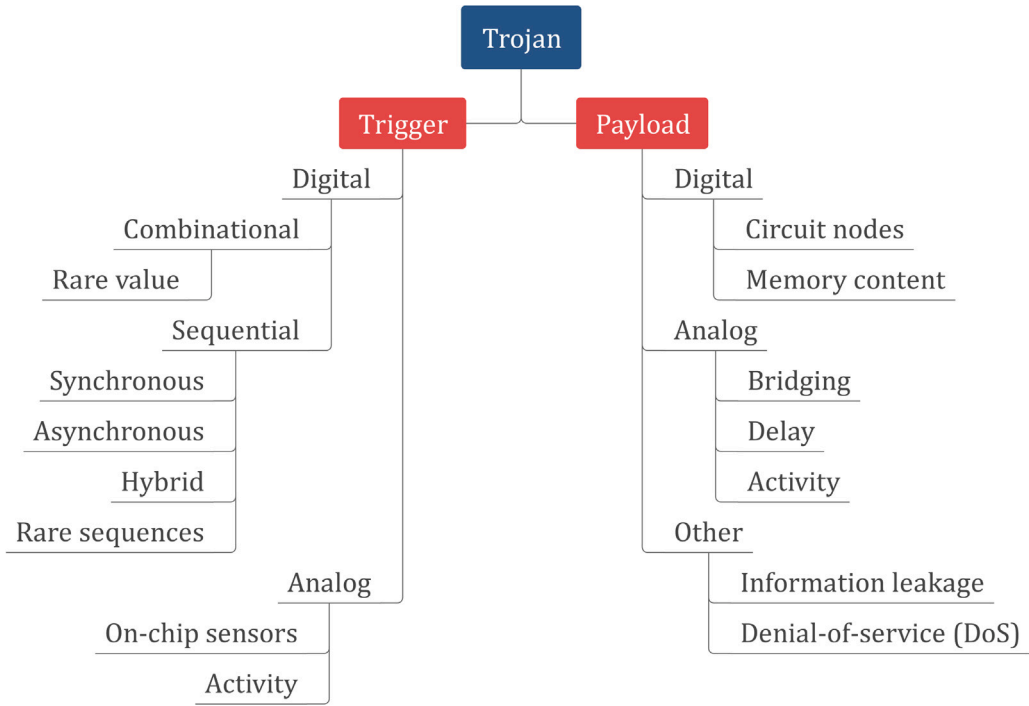 Trojan
Trigger
Digital
Combinational
Rare value
Sequential
Synchronous
Asynchronous
Hybrid
Rare sequences
Analog
On-chip sensors
Activity
Payload
Digital
Circuit nodes
Memory content
Analog
Bridging
Delay
Activity
Other
Information leakage
Denial-of-service (DoS)